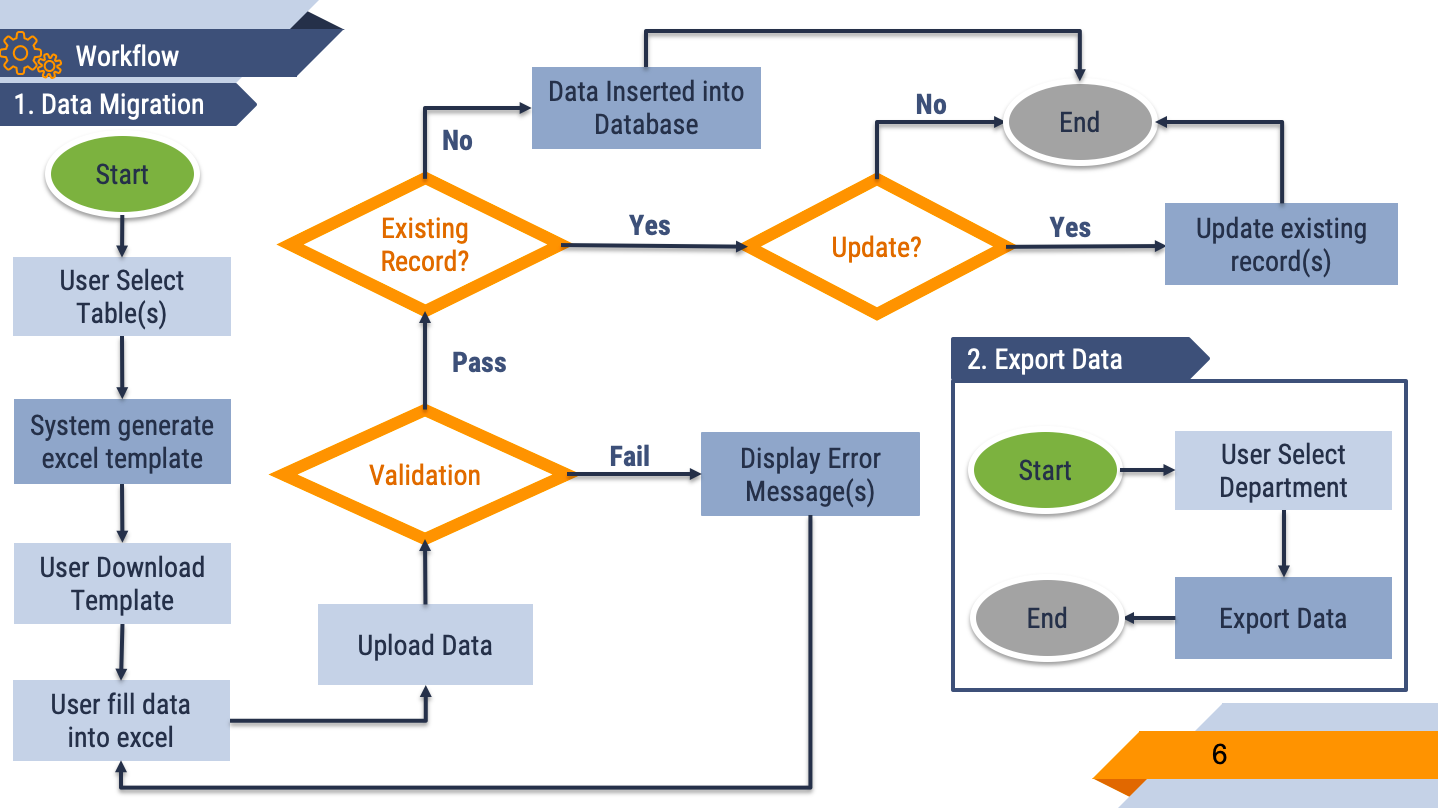 Workflow
1. Data Migration
Start
User Select
Table(s)
System generate
excel template
User Download
Template
User fill data
into excel
Upload Data
Validation
Fail
Display Error
Message(s)
Pass
Existing
Record?
No
Data Inserted into
Database
Yes
Update?
No
End
Yes
Update existing
record(s)
2. Export Data
Start
User Select
Department
Export Data
End
6